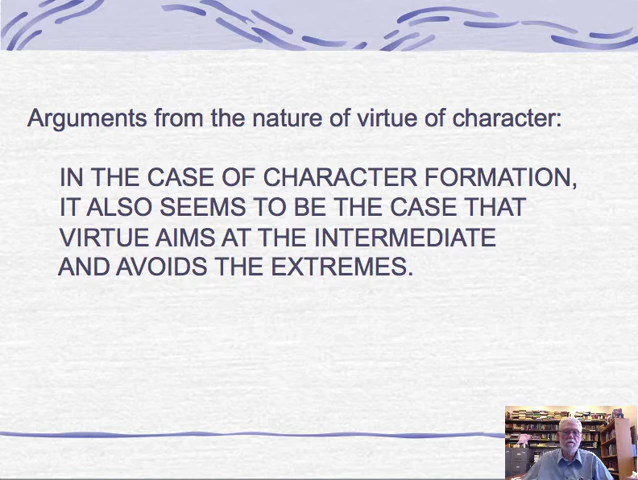 Arguments from the nature of virtue of character:
IN THE CASE OF CHARACTER FORMATION,
IT ALSO SEEMS TO BE THE CASE THAT
VIRTUE AIMS AT THE INTERMEDIATE
AND AVOIDS THE EXTREMES.